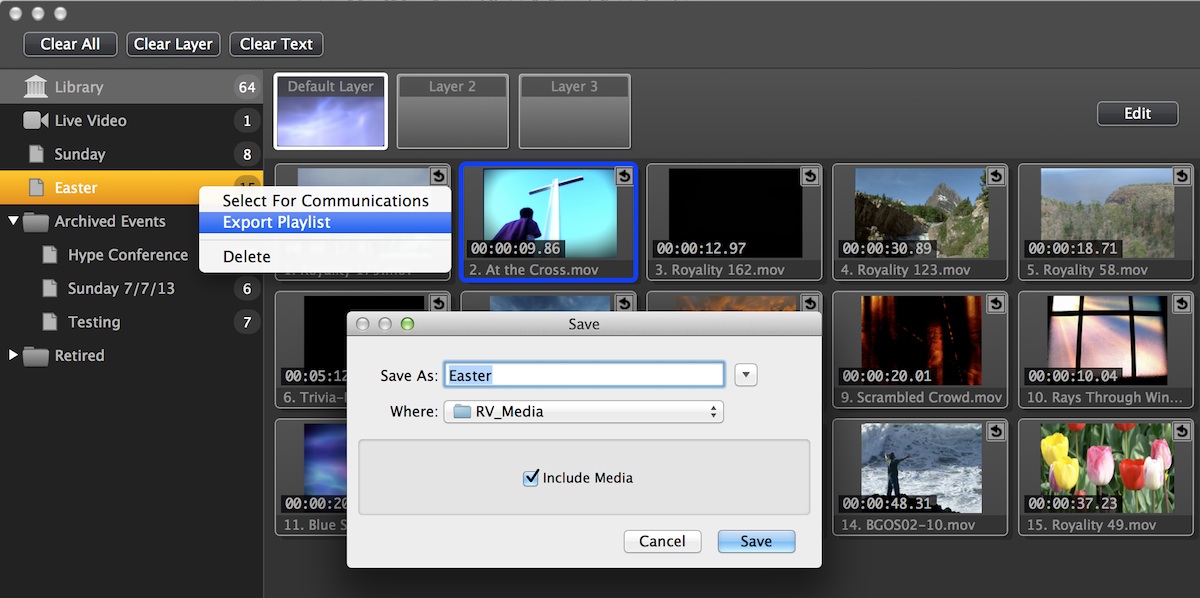 Clear All
Clear Layer
Clear Text
Library 64
Live Video 1
Sunday 8
Easter 15
Archived Events
Hype Conference
Sunday 7/7/13 6
Testing 7
Retired
Default Layer
Layer 2
Layer 3
Edit
Select For Communications
Export Playlist
Delete
00:00:09.86
2. At the Cross.mov
00:00:12.97
3. Royality 162.mov
00:00:30.89
4. Royality 123.mov
00:00:18.71
5. Royality 58.mov
00:05:12
6. Trivia-
00:00:20.01
9. Scrambled Crowd.mov
00:00:10.04
10. Rays Through Win...
00:00:20
11. Blue S
00:00:48.31
14. BGOS02-10.mov
00:00:37.23
15. Royality 49.mov
Save
Save As: Easter
Where: RV_Media
Include Media
Cancel
Save